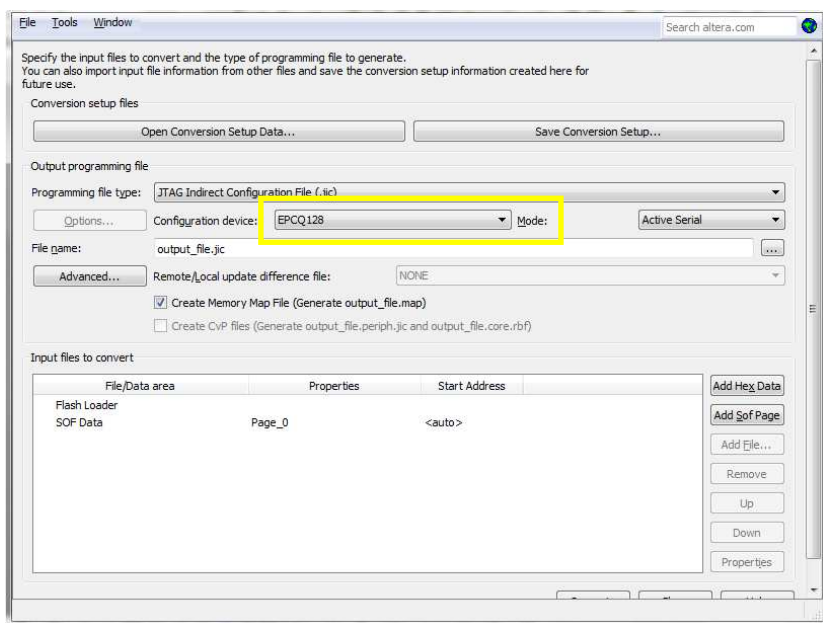 File Tools Window Search altera.com
Specify the input files to convert and the type of programming file to generate.
You can also import input file information from other files and save the conversion setup information created here for
future use.
Conversion setup files
Open Conversion Setup Data... Save Conversion Setup...
Output programming file
Programming file type: JTAG Indirect Configuration File (.jic)
Options... Configuration device: EPCQ128 Mode: Active Serial
File name: output_file.jic ...
Advanced... Remote/Local update difference file: NONE
Create Memory Map File (Generate output_file.map)
Create CvP files (Generate output_file.periph.jic and output_file.core.rbf)
Input files to convert
File/Data area Properties Start Address Add Hex Data
Flash Loader
SOF Data Page_0 <auto> Add Sof Page
Add File...
Remove
Up
Down
Properties